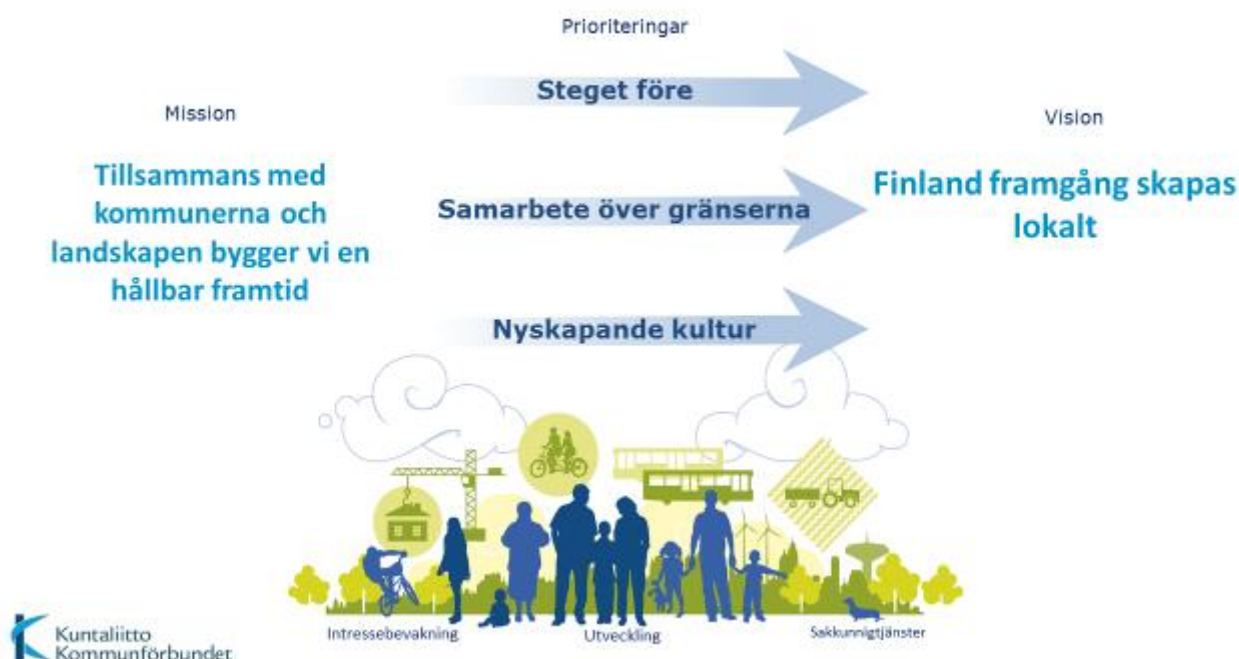 Prioriteringar
Steget före
Mission
Vision
Tillsammans med
kommunerna och
landskapen bygger vi en
hållbar framtid
Samarbete över gränserna
Finland framgång skapas
lokalt
Nyskapande kultur
Intressebevakning
Utveckling
Sakkunnigtjänster
Kuntaliitto
Kommunförbundet